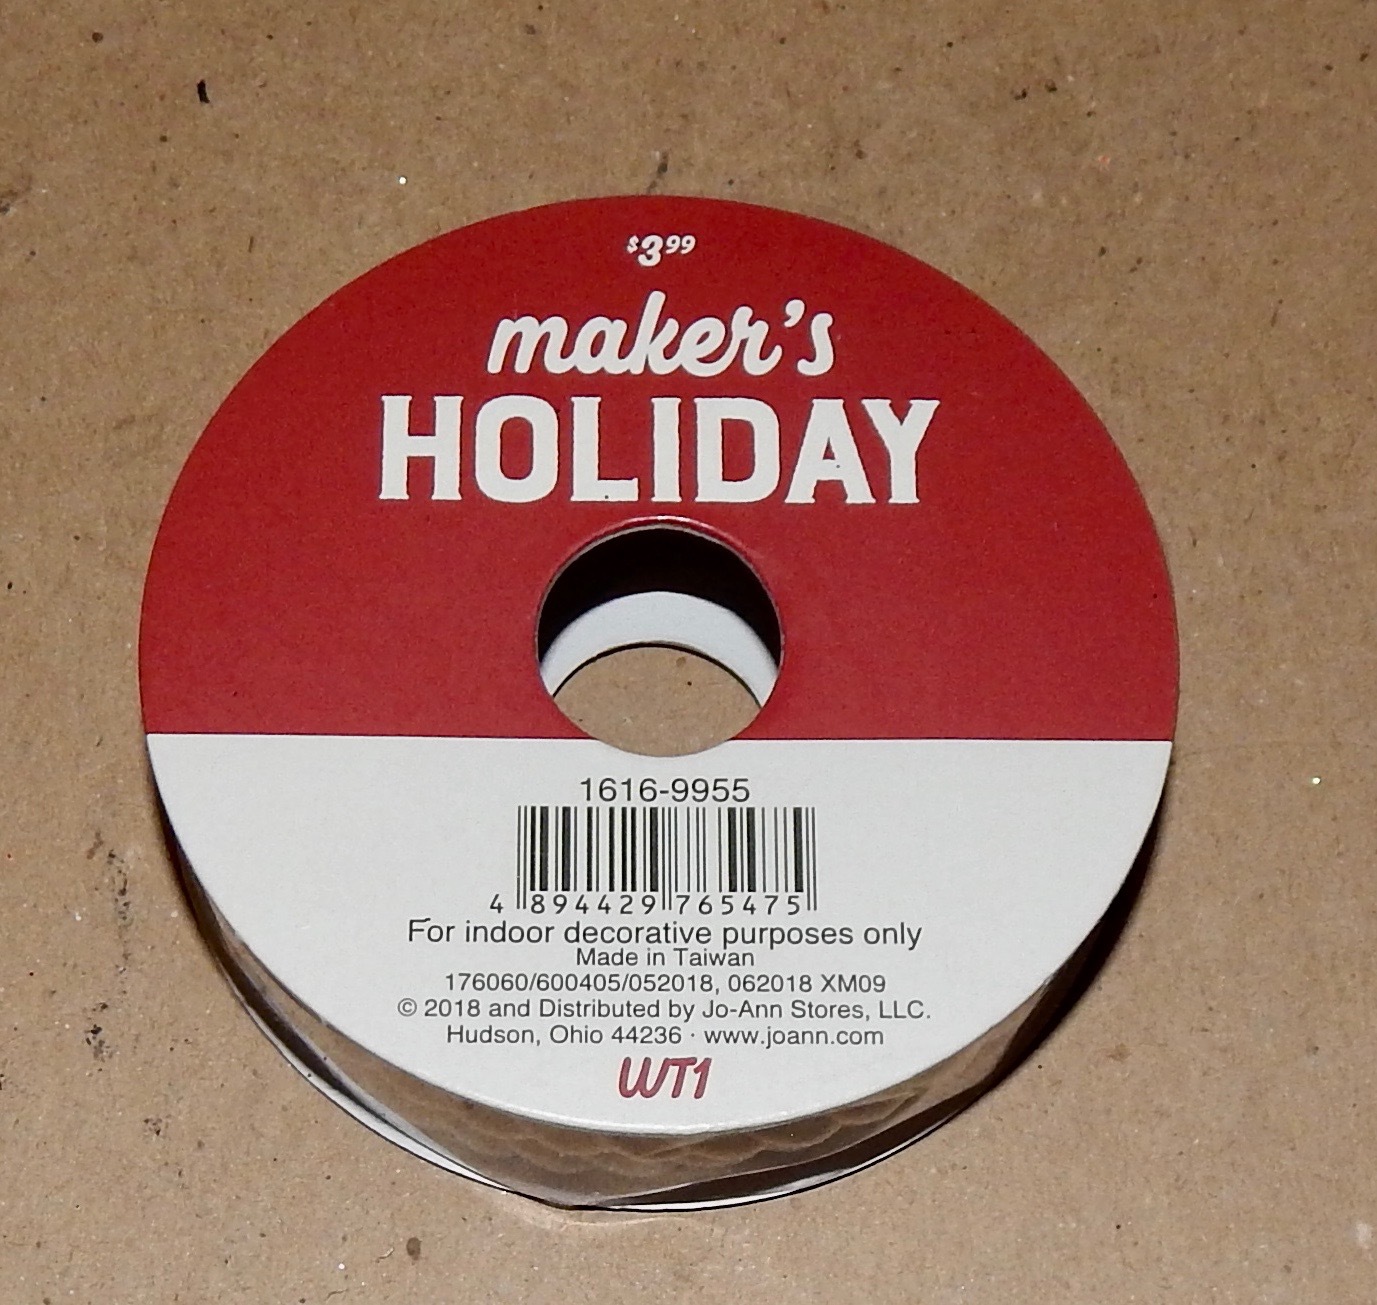 $3.99
maker's
HOLIDAY
1616-9955
4 894429 765475
For indoor decorative purposes only
Made in Taiwan
176060/600405/052018, 062018 XM09
© 2018 and Distributed by Jo-Ann Stores, LLC.
Hudson, Ohio 44236 · www.joann.com
WT1